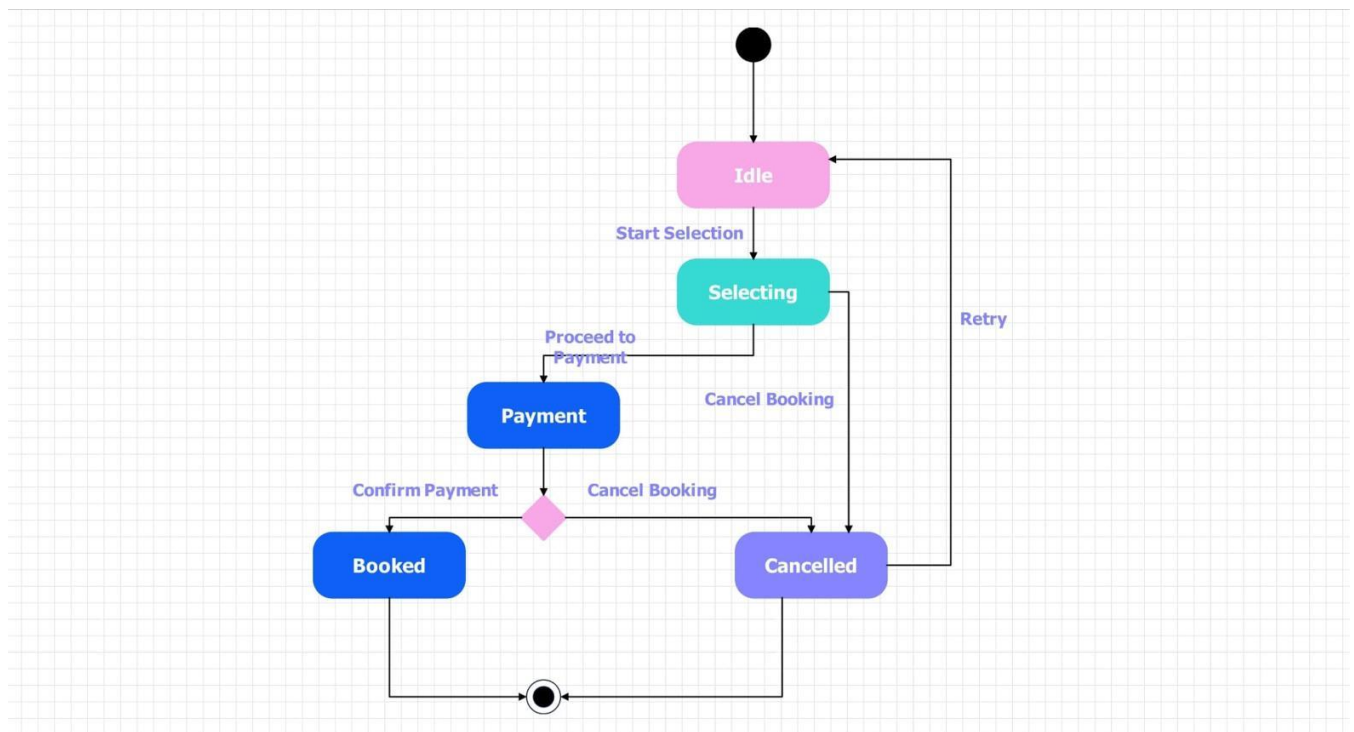 Idle
Start Selection
Selecting
Retry
Proceed to
Payment
Cancel Booking
Payment
Confirm Payment
Cancel Booking
Booked
Cancelled